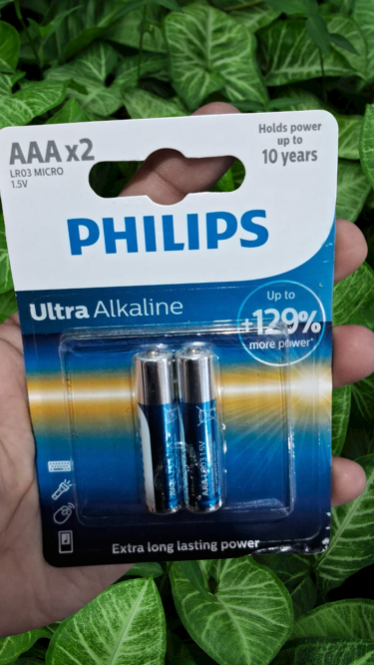 AAA x2
LR03 MICRO
1.5V
Holds power
up to
10 years
PHILIPS
Ultra Alkaline
Up to
+129%
more power*
Extra long lasting power